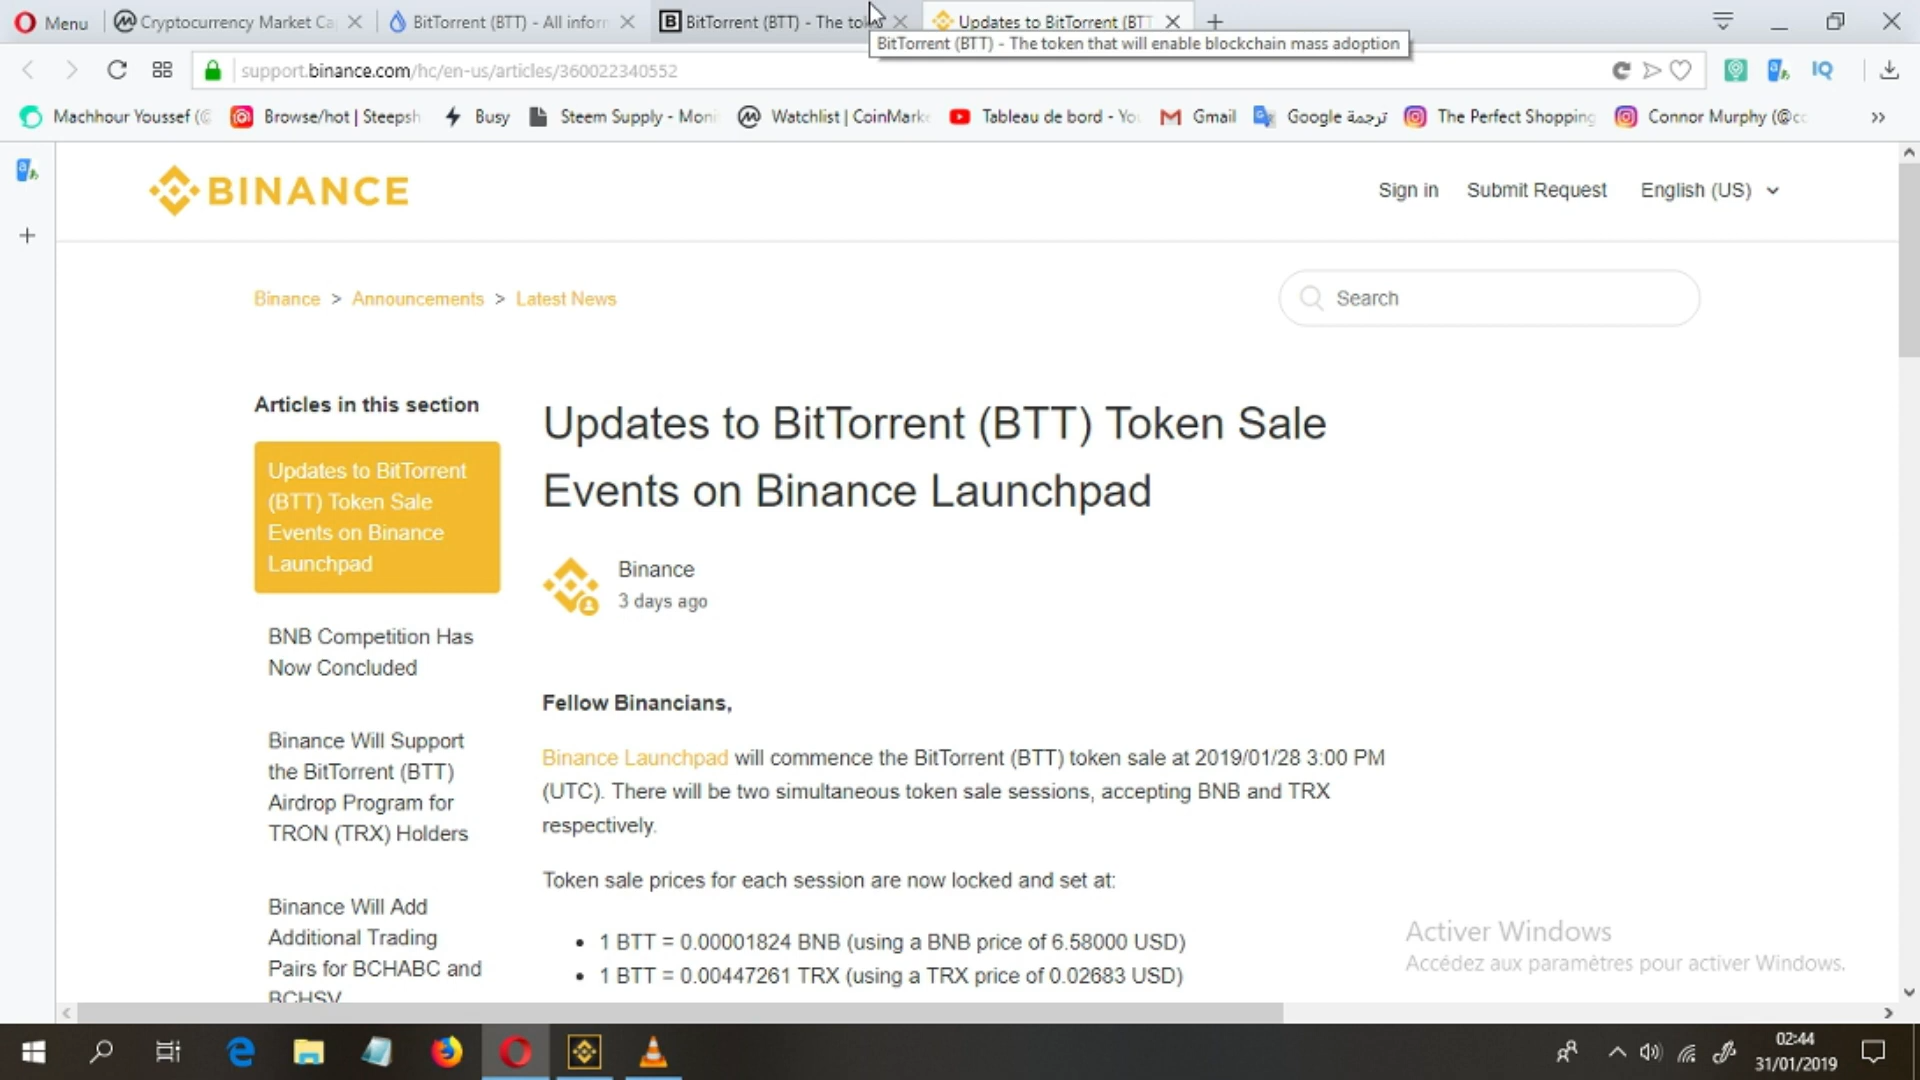 Menu
Cryptocurrency Market Ca
BitTorrent (BTT) - All inform
BitTorrent (BTT) - The tok
Updates to BitTorrent (BTT
BitTorrent (BTT) - The token that will enable blockchain mass adoption
support.binance.com/hc/en-us/articles/360022340552
Machhour Youssef (@
Browse/hot | Steepsh
Busy
Steem Supply - Moni
Watchlist | CoinMarke
Tableau de bord - You
Gmail
Google ترجمة
The Perfect Shopping
Connor Murphy (@co
BINANCE
Sign in
Submit Request
English (US)
Binance > Announcements > Latest News
Search
Articles in this section
Updates to BitTorrent
(BTT) Token Sale
Events on Binance
Launchpad
BNB Competition Has
Now Concluded
Binance Will Support
the BitTorrent (BTT)
Airdrop Program for
TRON (TRX) Holders
Binance Will Add
Additional Trading
Pairs for BCHABC and
BCHSV
Updates to BitTorrent (BTT) Token Sale
Events on Binance Launchpad
Binance
3 days ago
Fellow Binancians,
Binance Launchpad will commence the BitTorrent (BTT) token sale at 2019/01/28 3:00 PM
(UTC). There will be two simultaneous token sale sessions, accepting BNB and TRX
respectively.
Token sale prices for each session are now locked and set at:
• 1 BTT = 0.00001824 BNB (using a BNB price of 6.58000 USD)
• 1 BTT = 0.00447261 TRX (using a TRX price of 0.02683 USD)
Activer Windows
Accédez aux paramètres pour activer Windows.
02:44
31/01/2019